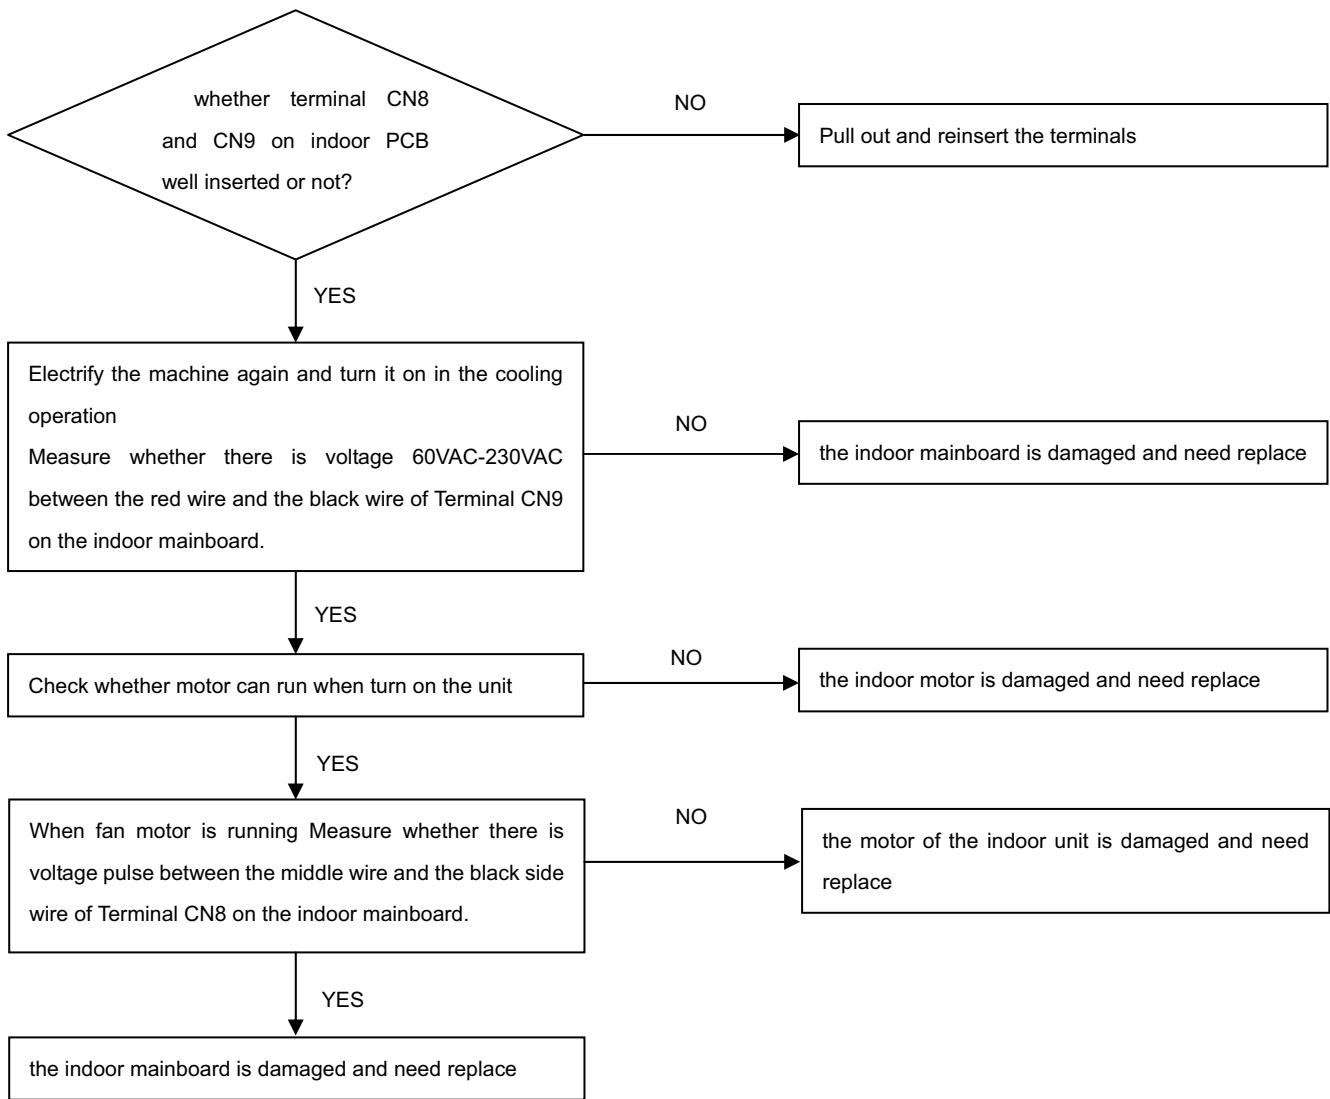 whether terminal CN8
and CN9 on indoor PCB
well inserted or not?
NO
Pull out and reinsert the terminals
YES
Electrify the machine again and turn it on in the cooling
operation
Measure whether there is voltage 60VAC-230VAC
between the red wire and the black wire of Terminal CN9
on the indoor mainboard.
NO
the indoor mainboard is damaged and need replace
YES
Check whether motor can run when turn on the unit
NO
the indoor motor is damaged and need replace
YES
When fan motor is running Measure whether there is
voltage pulse between the middle wire and the black side
wire of Terminal CN8 on the indoor mainboard.
NO
the motor of the indoor unit is damaged and need
replace
YES
the indoor mainboard is damaged and need replace